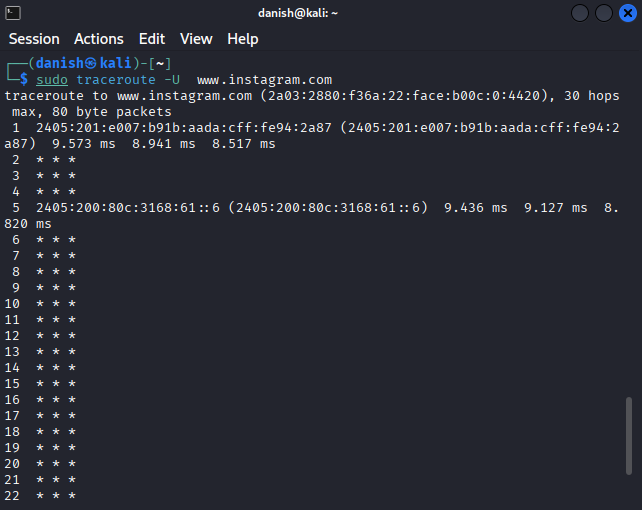 danish@kali: ~
Session Actions Edit View Help
┌──(danish㉿kali)-[~]
└─$ sudo traceroute -U  www.instagram.com
traceroute to www.instagram.com (2a03:2880:f36a:22:face:b00c:0:4420), 30 hops
 max, 80 byte packets
 1  2405:201:e007:b91b:aada:cff:fe94:2a87 (2405:201:e007:b91b:aada:cff:fe94:2
a87)  9.573 ms  8.941 ms  8.517 ms
 2  * * *
 3  * * *
 4  * * *
 5  2405:200:80c:3168:61::6 (2405:200:80c:3168:61::6)  9.436 ms  9.127 ms  8.
820 ms
 6  * * *
 7  * * *
 8  * * *
 9  * * *
10  * * *
11  * * *
12  * * *
13  * * *
14  * * *
15  * * *
16  * * *
17  * * *
18  * * *
19  * * *
20  * * *
21  * * *
22  * * *